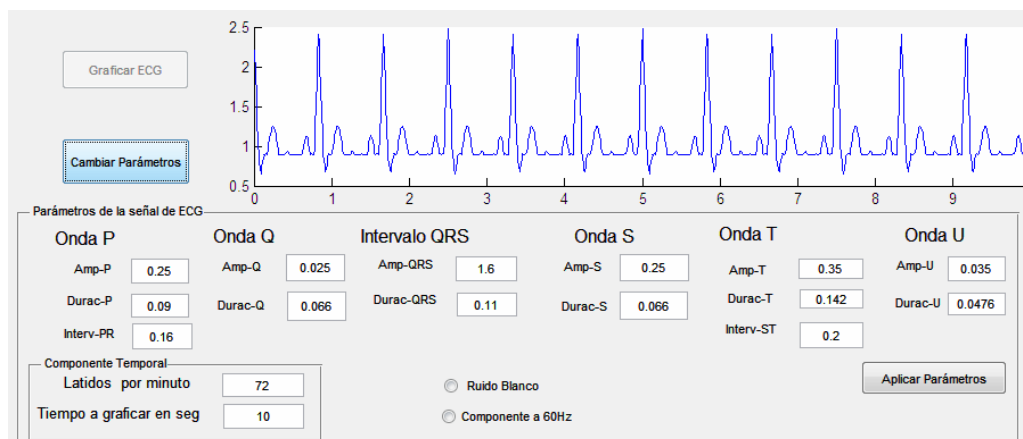 Graficar ECG
Cambiar Parámetros
2.5
2
1.5
1
0.5
0 1 2 3 4 5 6 7 8 9
Parámetros de la señal de ECG
Onda P Onda Q Intervalo QRS Onda S Onda T Onda U
Amp-P 0.25 Amp-Q 0.025 Amp-QRS 1.6 Amp-S 0.25 Amp-T 0.35 Amp-U 0.035
Durac-P 0.09 Durac-Q 0.066 Durac-QRS 0.11 Durac-S 0.066 Durac-T 0.142 Durac-U 0.0476
Interv-PR 0.16 Interv-ST 0.2
Componente Temporal
Latidos por minuto 72
Tiempo a graficar en seg 10
Ruido Blanco
Componente a 60Hz
Aplicar Parámetros